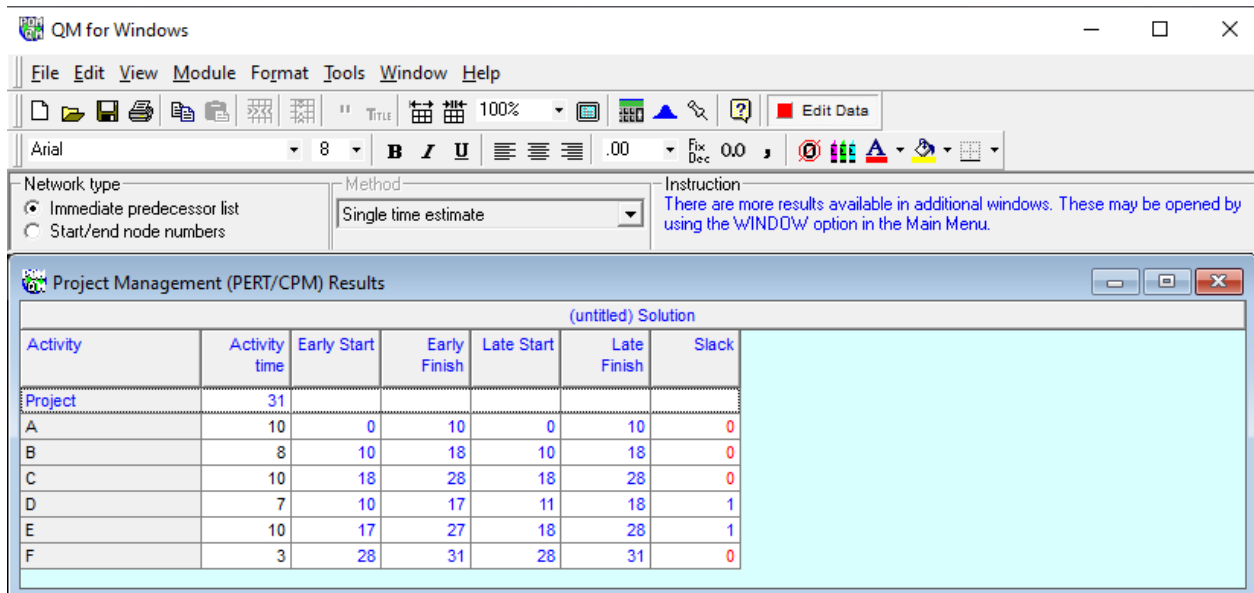 QM for Windows
File Edit View Module Format Tools Window Help
" TITLE 100% Edit Data
Arial 8 B I U .00 Fix Dec 0.0 , 0 A
Network type Method Instruction
Immediate predecessor list Single time estimate There are more results available in additional windows. These may be opened by
Start/end node numbers using the WINDOW option in the Main Menu.
Project Management (PERT/CPM) Results
(untitled) Solution
Activity Activity time Early Start Early Finish Late Start Late Finish Slack
Project 31
A 10 0 10 0 10 0
B 8 10 18 10 18 0
C 10 18 28 18 28 0
D 7 10 17 11 18 1
E 10 17 27 18 28 1
F 3 28 31 28 31 0